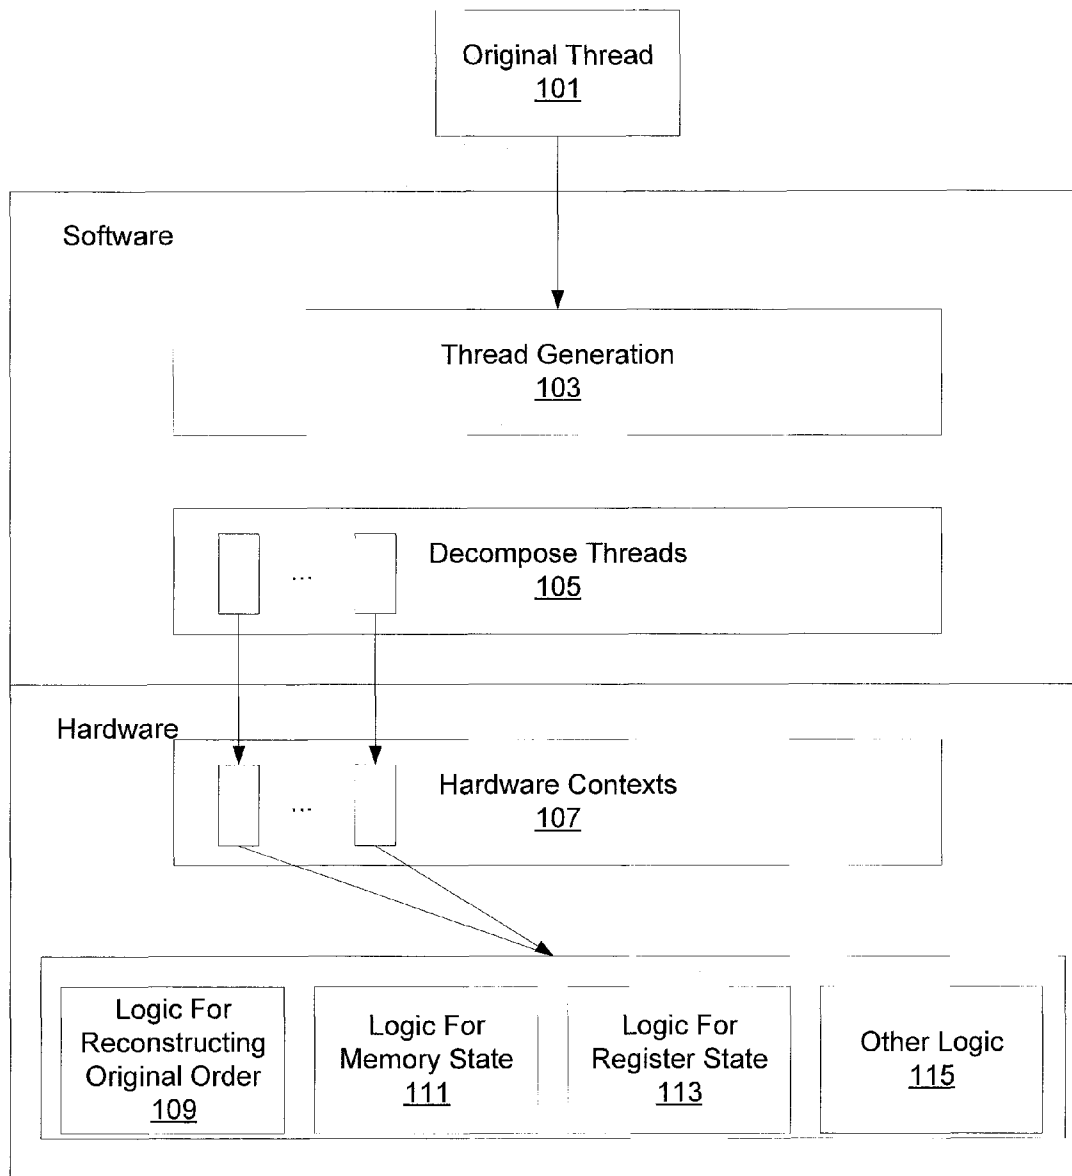 Original Thread
101
Software
Thread Generation
103
Decompose Threads
...
105
Hardware
Hardware Contexts
...
107
Logic For
Reconstructing
Original Order
109
Logic For
Memory State
111
Logic For
Register State
113
Other Logic
115